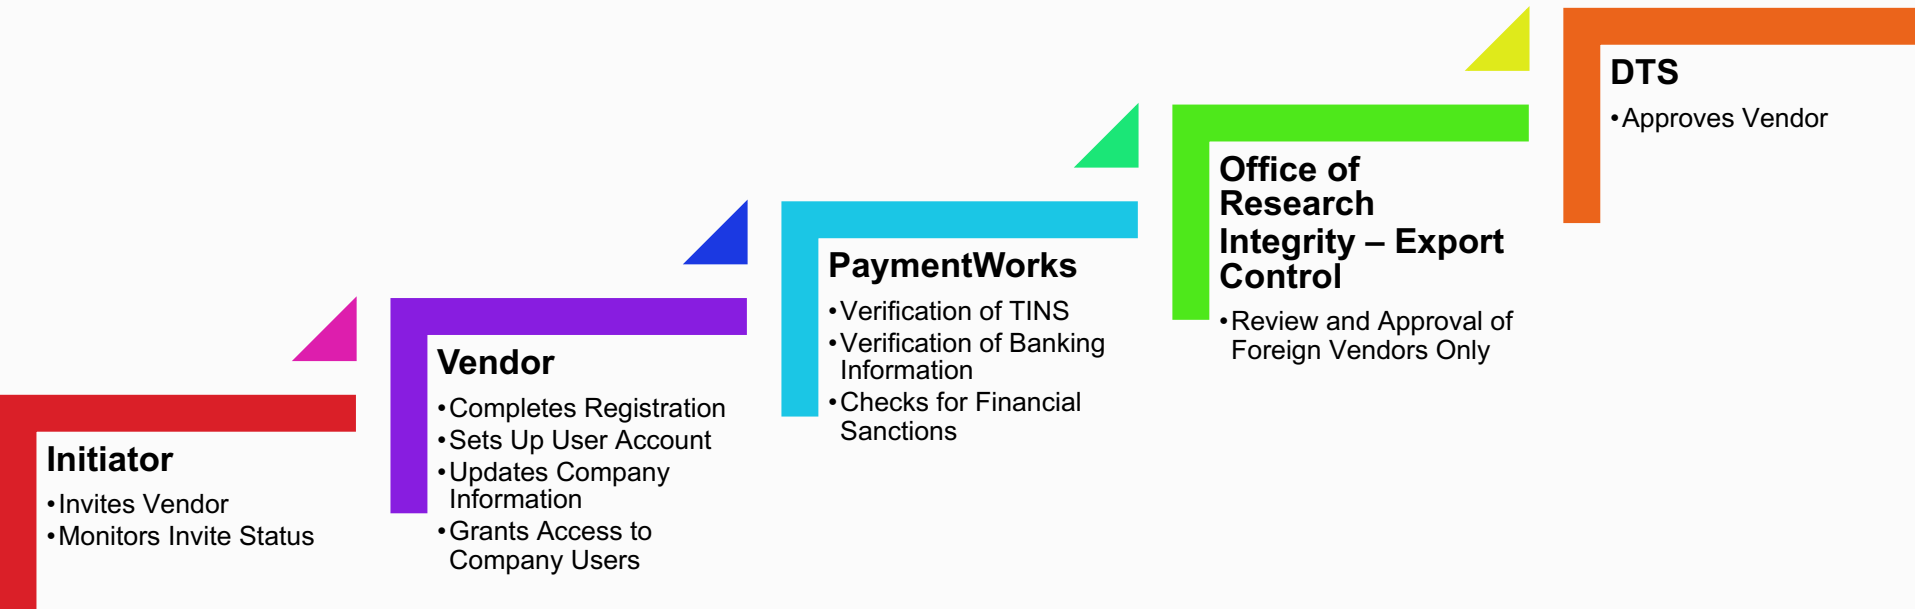 Initiator
•Invites Vendor
•Monitors Invite Status
Vendor
•Completes Registration
•Sets Up User Account
•Updates Company
Information
•Grants Access to
Company Users
PaymentWorks
•Verification of TINS
•Verification of Banking
Information
•Checks for Financial
Sanctions
Office of
Research
Integrity – Export
Control
•Review and Approval of
Foreign Vendors Only
DTS
•Approves Vendor